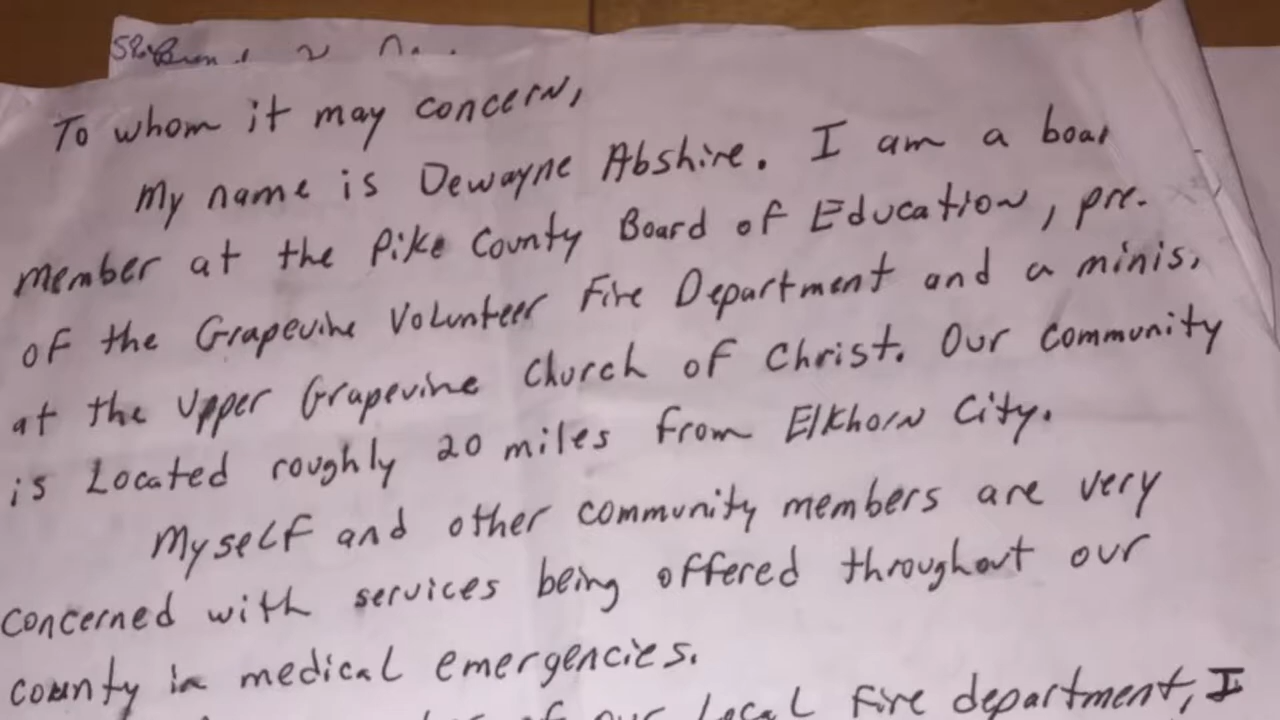 To whom it may concern,
My name is Dewayne Abshire. I am a boar
member at the Pike County Board of Education, pre.
of the Grapevine Volunteer Fire Department and a minis.
at the Upper Grapevine Church of Christ. Our community
is Located roughly 20 miles from Elkhorn City.
Myself and other community members are very
concerned with services being offered throughout our
county in medical emergencies.
of our local fire department, I